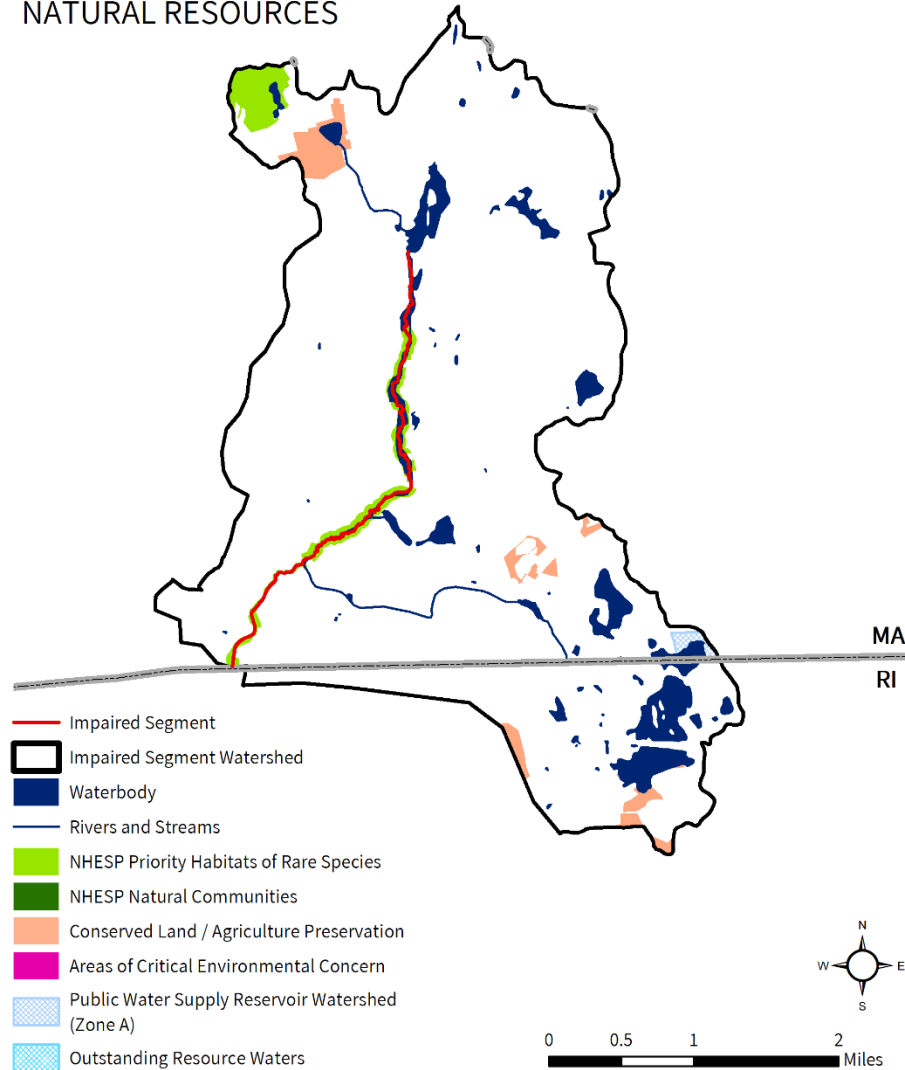 NATURAL RESOURCES
MA
RI
Impaired Segment
Impaired Segment Watershed
Waterbody
Rivers and Streams
NHESP Priority Habitats of Rare Species
NHESP Natural Communities
Conserved Land / Agriculture Preservation
Areas of Critical Environmental Concern
Public Water Supply Reservoir Watershed
(Zone A)
Outstanding Resource Waters
N
W E
S
0 0.5 1 2
Miles